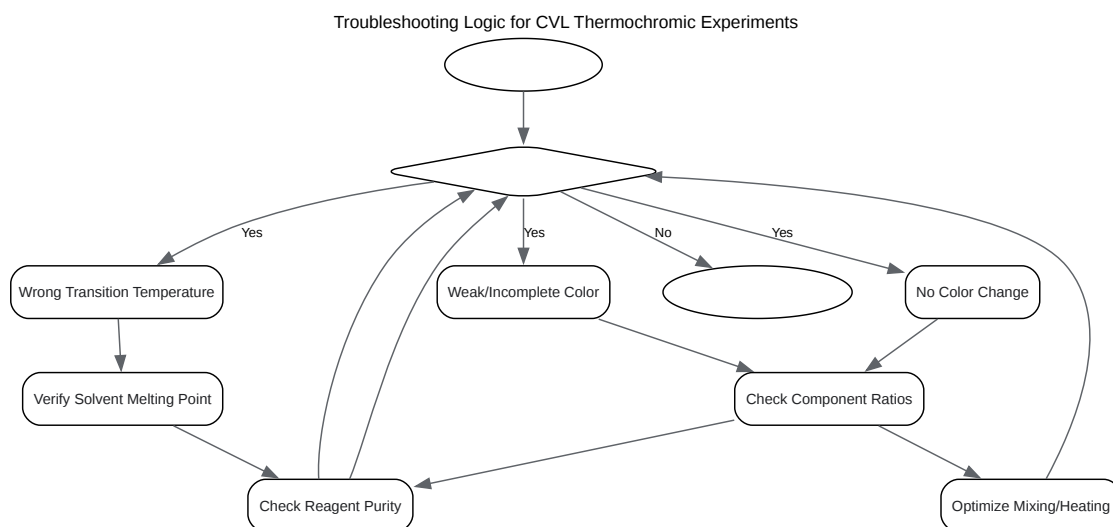 Troubleshooting Logic for CVL Thermochromic Experiments
Yes
Yes
No
Yes
Wrong Transition Temperature
Weak/Incomplete Color
No Color Change
Verify Solvent Melting Point
Check Component Ratios
Check Reagent Purity
Optimize Mixing/Heating